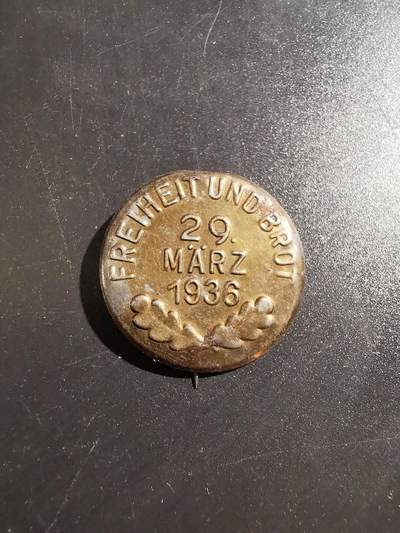 FREIHEIT UND BROT
29.
MÄRZ
1936